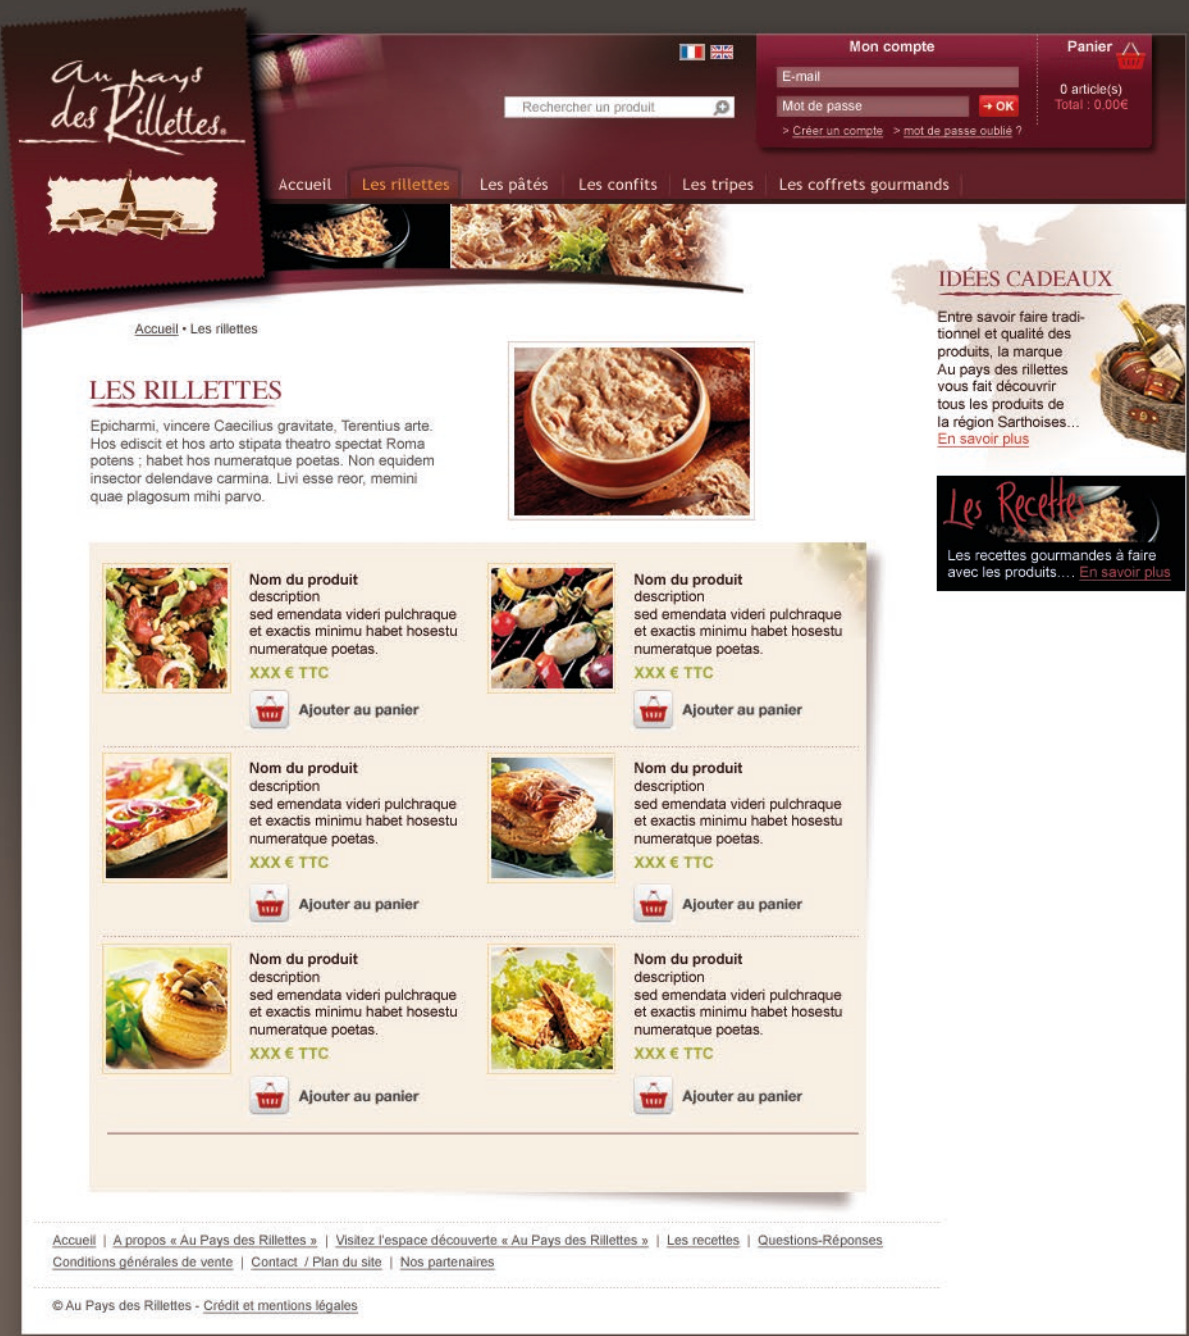 Au pays
des Rillettes®
Mon compte
Panier
E-mail
Rechercher un produit
Mot de passe
➔ OK
0 article(s)
Total : 0.00€
> Créer un compte > mot de passe oublié ?
Accueil
Les rillettes
Les pâtés
Les confits
Les tripes
Les coffrets gourmands
Accueil • Les rillettes
LES RILLETTES
Epicharmi, vincere Caecilius gravitate, Terentius arte.
Hos ediscit et hos arto stipata theatro spectat Roma
potens ; habet hos numeratque poetas. Non equidem
insector delendave carmina. Livi esse reor, memini
quae plagosum mihi parvo.
IDÉES CADEAUX
Entre savoir faire tradi-
tionnel et qualité des
produits, la marque
Au pays des rillettes
vous fait découvrir
tous les produits de
la région Sarthoises...
En savoir plus
Les Recettes
Les recettes gourmandes à faire
avec les produits.... En savoir plus
Nom du produit
description
sed emendata videri pulchraque
et exactis minimu habet hosestu
numeratque poetas.
XXX € TTC
Ajouter au panier
Nom du produit
description
sed emendata videri pulchraque
et exactis minimu habet hosestu
numeratque poetas.
XXX € TTC
Ajouter au panier
Nom du produit
description
sed emendata videri pulchraque
et exactis minimu habet hosestu
numeratque poetas.
XXX € TTC
Ajouter au panier
Nom du produit
description
sed emendata videri pulchraque
et exactis minimu habet hosestu
numeratque poetas.
XXX € TTC
Ajouter au panier
Nom du produit
description
sed emendata videri pulchraque
et exactis minimu habet hosestu
numeratque poetas.
XXX € TTC
Ajouter au panier
Nom du produit
description
sed emendata videri pulchraque
et exactis minimu habet hosestu
numeratque poetas.
XXX € TTC
Ajouter au panier
Accueil | A propos « Au Pays des Rillettes » | Visitez l'espace découverte « Au Pays des Rillettes » | Les recettes | Questions-Réponses
Conditions générales de vente | Contact / Plan du site | Nos partenaires
© Au Pays des Rillettes - Crédit et mentions légales